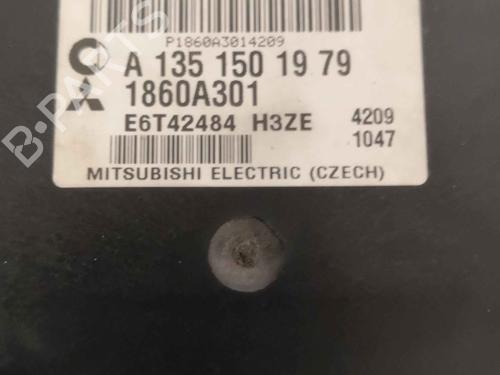 P1860A3014209
A 135 150 19 79
1860A301
E6T42484 H3ZE 4209
1047
MITSUBISHI ELECTRIC (CZECH)
B-PARTS